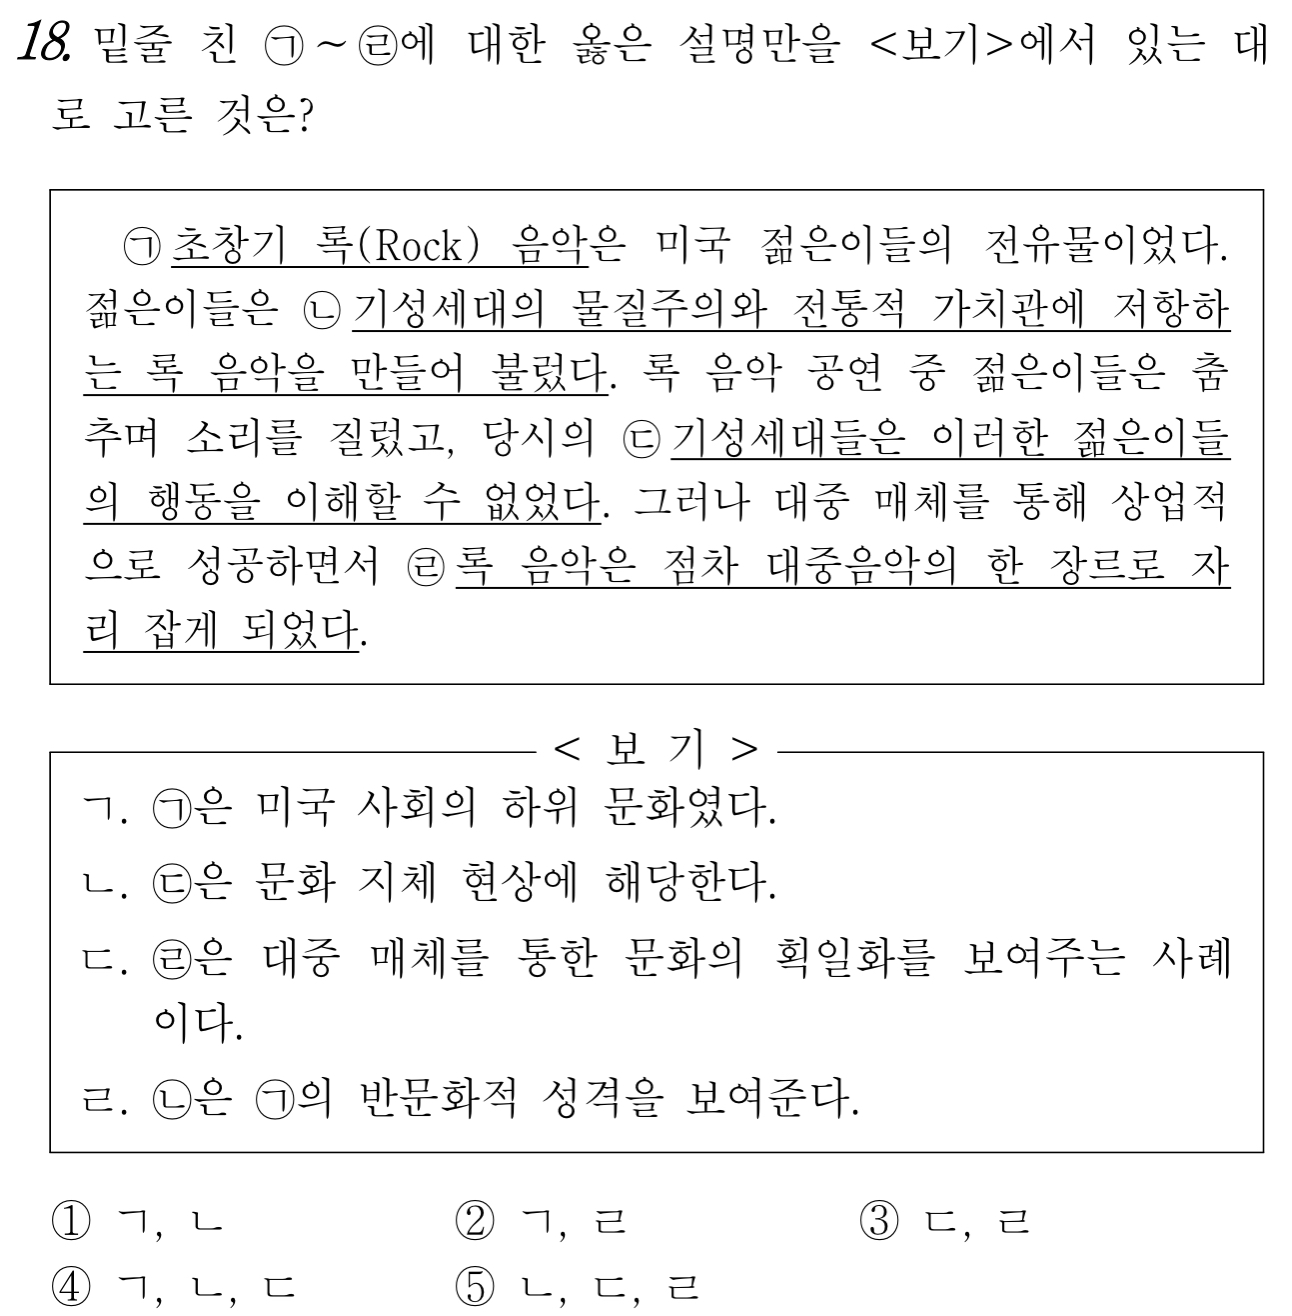 18. 밑줄 친 ㉠~㉣에 대한 옳은 설명만을 <보기>에서 있는 대
로 고른 것은?
㉠초창기 록(Rock) 음악은 미국 젊은이들의 전유물이었다.
젊은이들은 ㉡기성세대의 물질주의와 전통적 가치관에 저항하
는 록 음악을 만들어 불렀다. 록 음악 공연 중 젊은이들은 춤
추며 소리를 질렀고, 당시의 ㉢기성세대들은 이러한 젊은이들
의 행동을 이해할 수 없었다. 그러나 대중 매체를 통해 상업적
으로 성공하면서 ㉣록 음악은 점차 대중음악의 한 장르로 자
리 잡게 되었다.
< 보 기 >
ㄱ. ㉠은 미국 사회의 하위 문화였다.
ㄴ. ㉢은 문화 지체 현상에 해당한다.
ㄷ. ㉣은 대중 매체를 통한 문화의 획일화를 보여주는 사례
이다.
ㄹ. ㉡은 ㉠의 반문화적 성격을 보여준다.
① ㄱ, ㄴ ② ㄱ, ㄹ ③ ㄷ, ㄹ
④ ㄱ, ㄴ, ㄷ ⑤ ㄴ, ㄷ, ㄹ